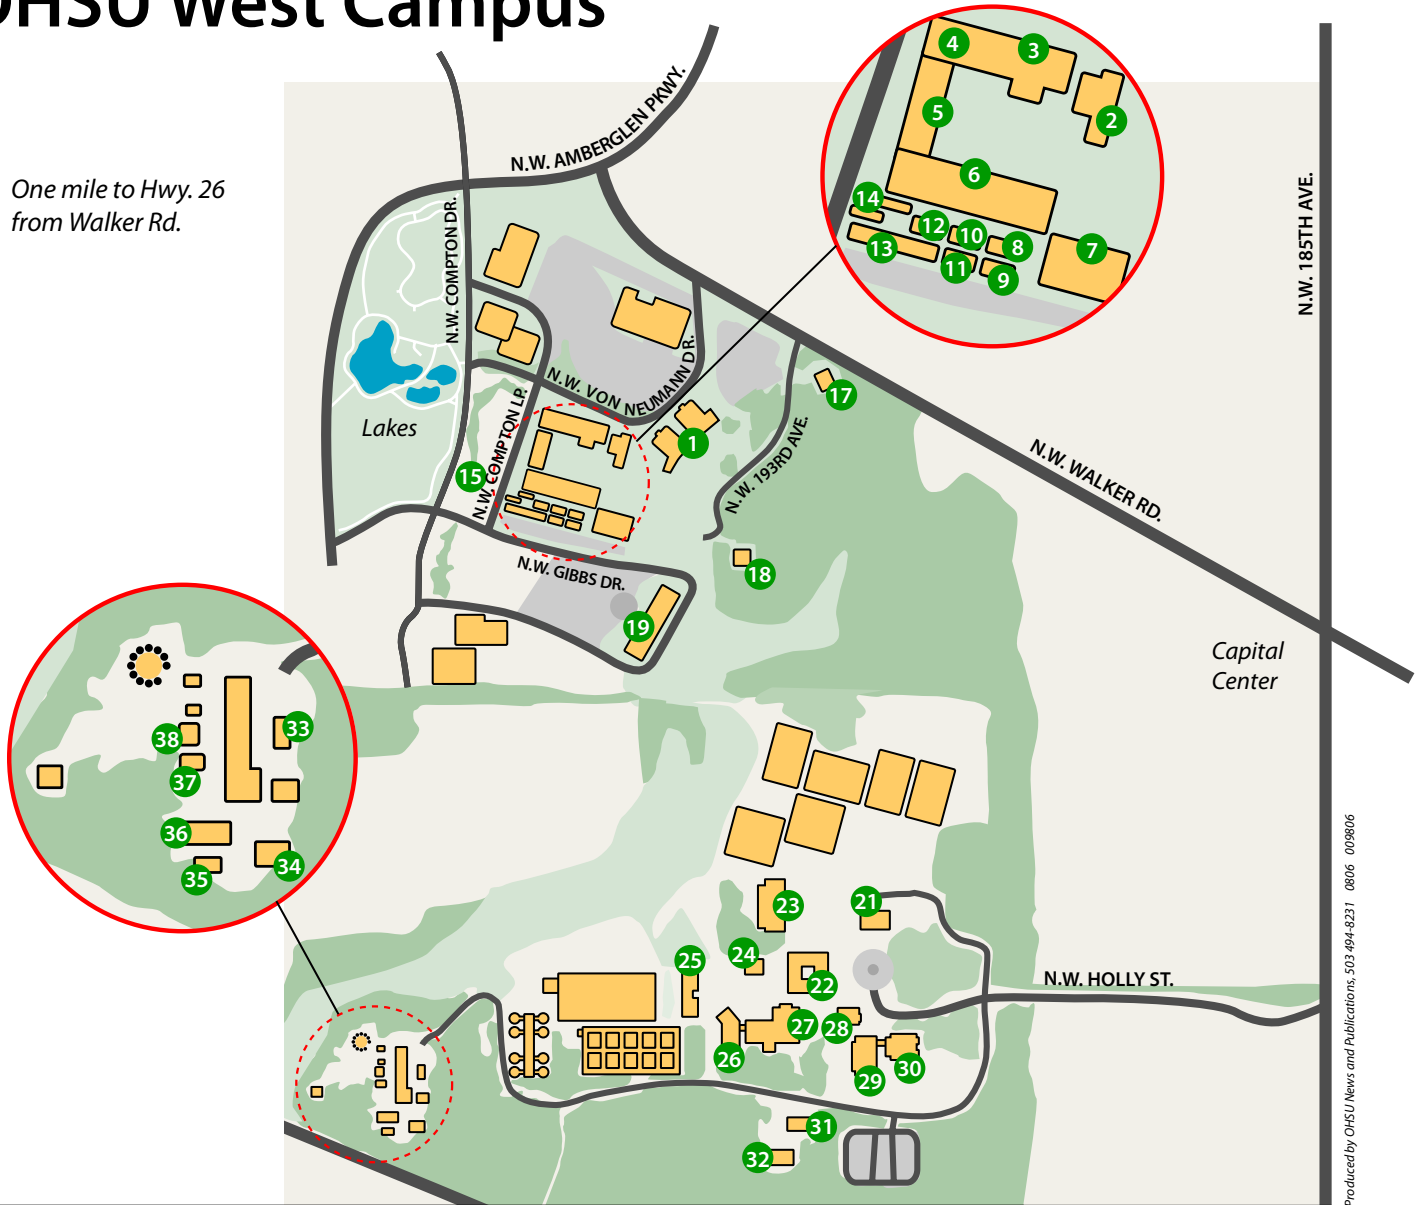 OHSU West Campus
One mile to Hwy. 26
from Walker Rd.
N.W. AMBERGLEN PKWY.
N.W. COMPTON DR.
N.W. 185TH AVE.
4
3
5
2
6
14
12
10
8
7
13
11
9
N.W. VON NEUMANN DR.
17
Lakes
N.W. COMPTON LP.
1
15
N.W. 193RD AVE.
N.W. WALKER RD.
N.W. GIBBS DR.
18
19
Capital
Center
33
38
37
36
34
35
23
21
24
25
22
N.W. HOLLY ST.
27
28
26
30
29
31
32
Produced by OHSU News and Publications, 503 494-8231 0806 009806